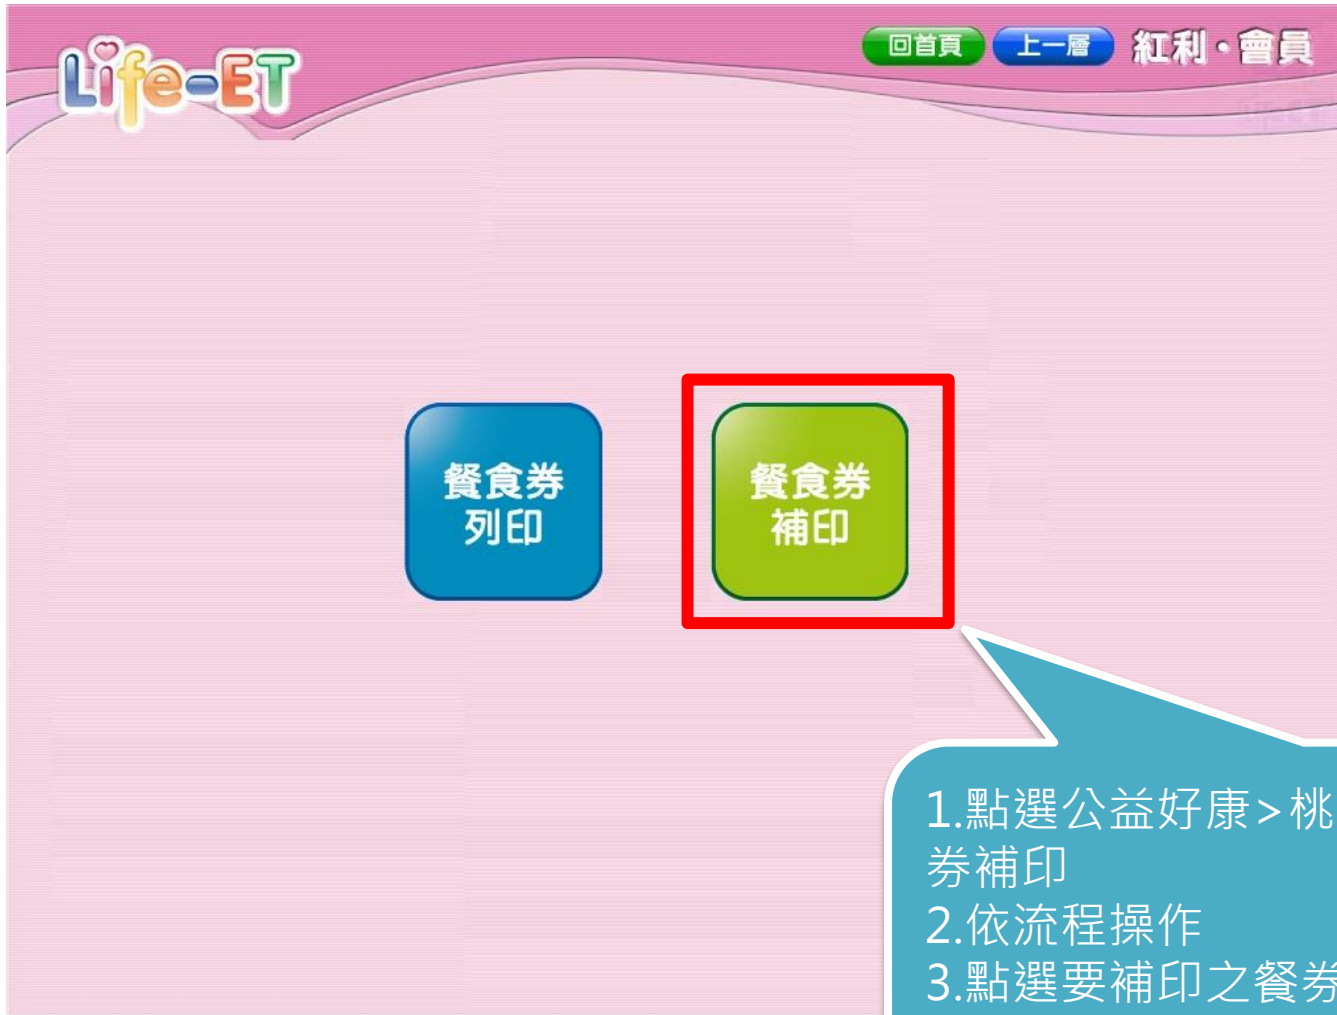 Life-ET
回首頁 上一層 紅利・會員
餐食券
列印
餐食券
補印
1.點選公益好康>桃
券補印
2.依流程操作
3.點選要補印之餐券